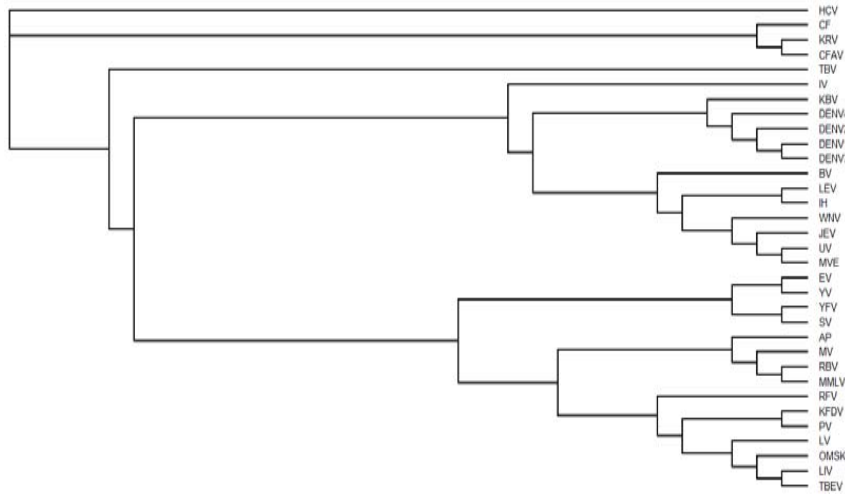 HCV
CF
KRV
CFAV
TBV
IV
KBV
DENV
DENV
DENV
DENV
BV
LEV
IH
WNV
JEV
UV
MVE
EV
YV
YFV
SV
AP
MV
RBV
MMLV
RFV
KFDV
PV
LV
OMSK
LIV
TBEV